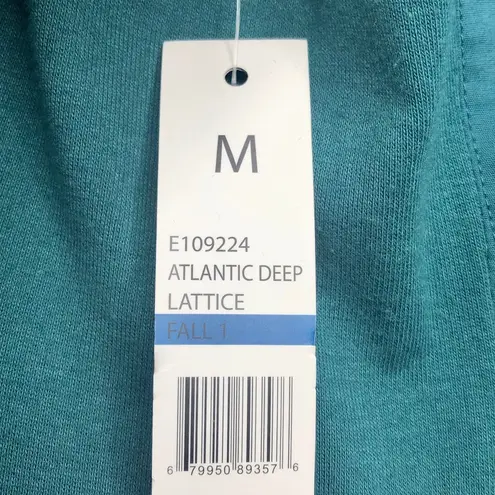 M
E109224
ATLANTIC DEEP
LATTICE
FALL 1
6 79950 89357 6